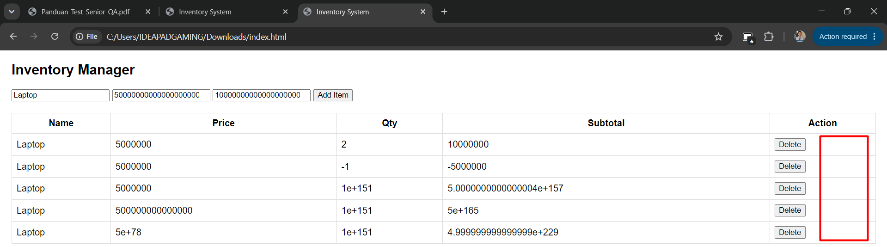 Panduan Test Senior QA.pdf
Inventory System
Inventory System
File
C:/Users/IDEAPADGAMING/Downloads/index.html
Action required
Inventory Manager
Laptop
Add Item
Name Price Qty Subtotal Action
Laptop 5000000 2 10000000 Delete
Laptop 5000000 -1 -5000000 Delete
Laptop 5000000 1e+151 5.0000000000000004e+157 Delete
Laptop 500000000000000 1e+151 5e+165 Delete
Laptop 5e+78 1e+151 4.999999999999999e+229 Delete